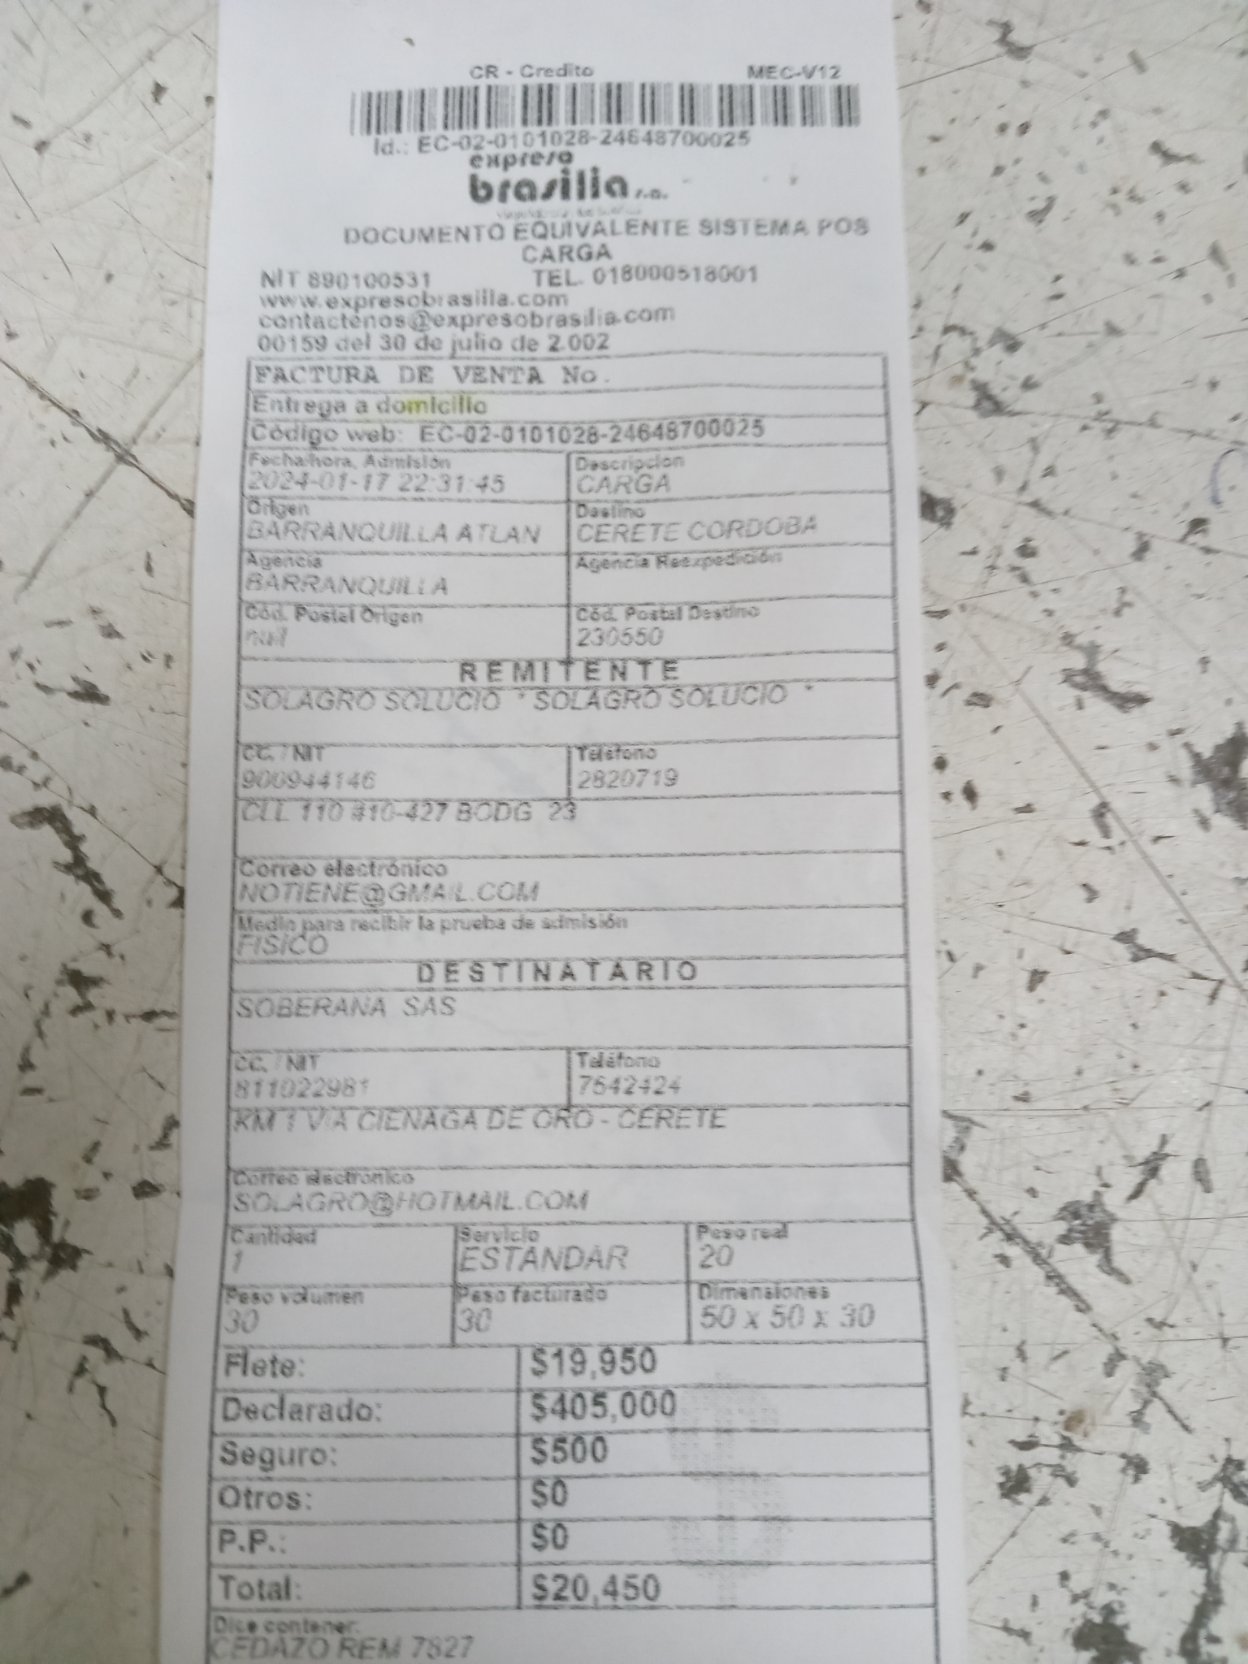 CR - Credito MEC-V12
Id.: EC-02-0101028-24648700025
expreso
brasilia s.a.
DOCUMENTO EQUIVALENTE SISTEMA POS
CARGA
NIT 890100531 TEL. 018000518001
www.expresobrasilia.com
contactenos@expresobrasilia.com
00159 del 30 de julio de 2.002
FACTURA DE VENTA No.
Entrega a domicilio
Código web: EC-02-0101028-24648700025
Fecha/hora, Admisión Descripcion
2024-01-17 22:31:45 CARGA
Origen Destino
BARRANQUILLA ATLAN CERETE CORDOBA
Agencia Agencia Reexpedición
BARRANQUILLA
Cód. Postal Origen Cód. Postal Destino
null 230550
REMITENTE
SOLAGRO SOLUCIO * SOLAGRO SOLUCIO *
CC. / NIT Teléfono
900944146 2820719
CLL 110 #10-427 BODG 23
Correo electrónico
NOTIENE@GMAIL.COM
Medio para recibir la prueba de admisión
FISICO
DESTINATARIO
SOBERANA SAS
CC. / NIT Teléfono
811022981 7642424
KM 1 VIA CIENAGA DE ORO - CERETE
Correo electrónico
SOLAGRO@HOTMAIL.COM
Cantidad Servicio Peso real
1 ESTANDAR 20
Peso volumen Peso facturado Dimensiones
30 30 50 x 50 x 30
Flete: $19,950
Declarado: $405,000
Seguro: $500
Otros: $0
P.P.: $0
Total: $20,450
Dice contener:
CEDAZO REM 7827